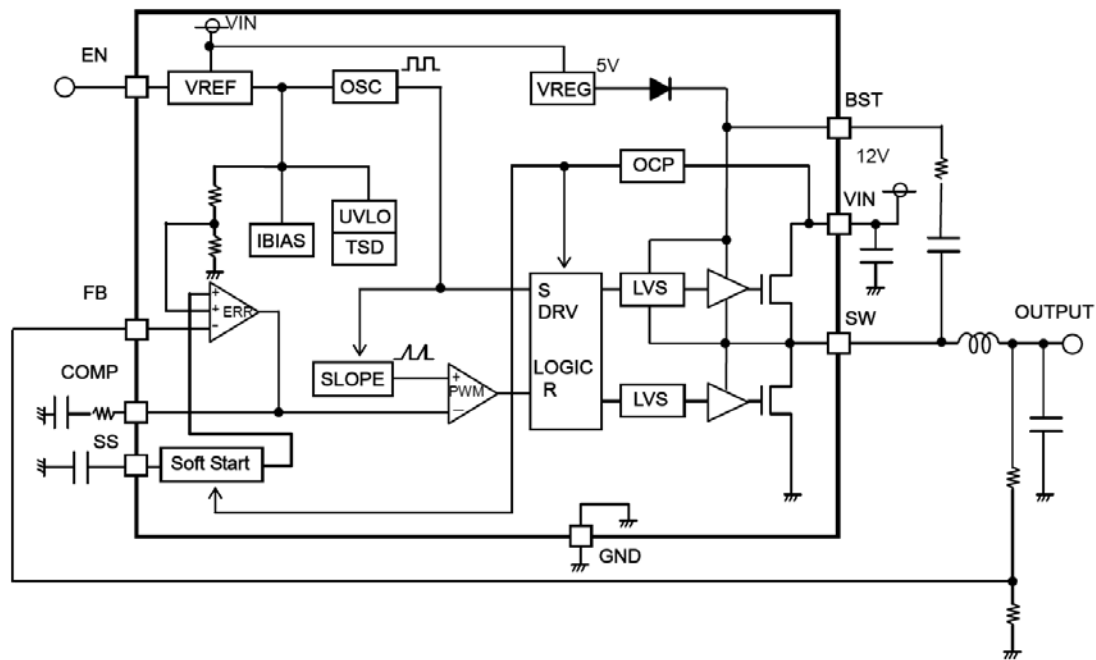 VIN
EN
VREF
OSC
VREG
5V
BST
12V
OCP
VIN
UVLO
IBIAS
TSD
FB
+
+
ERR
-
S
DRV
LOGIC
R
LVS
SW
OUTPUT
COMP
SLOPE
+
PWM
-
LVS
SS
Soft Start
GND